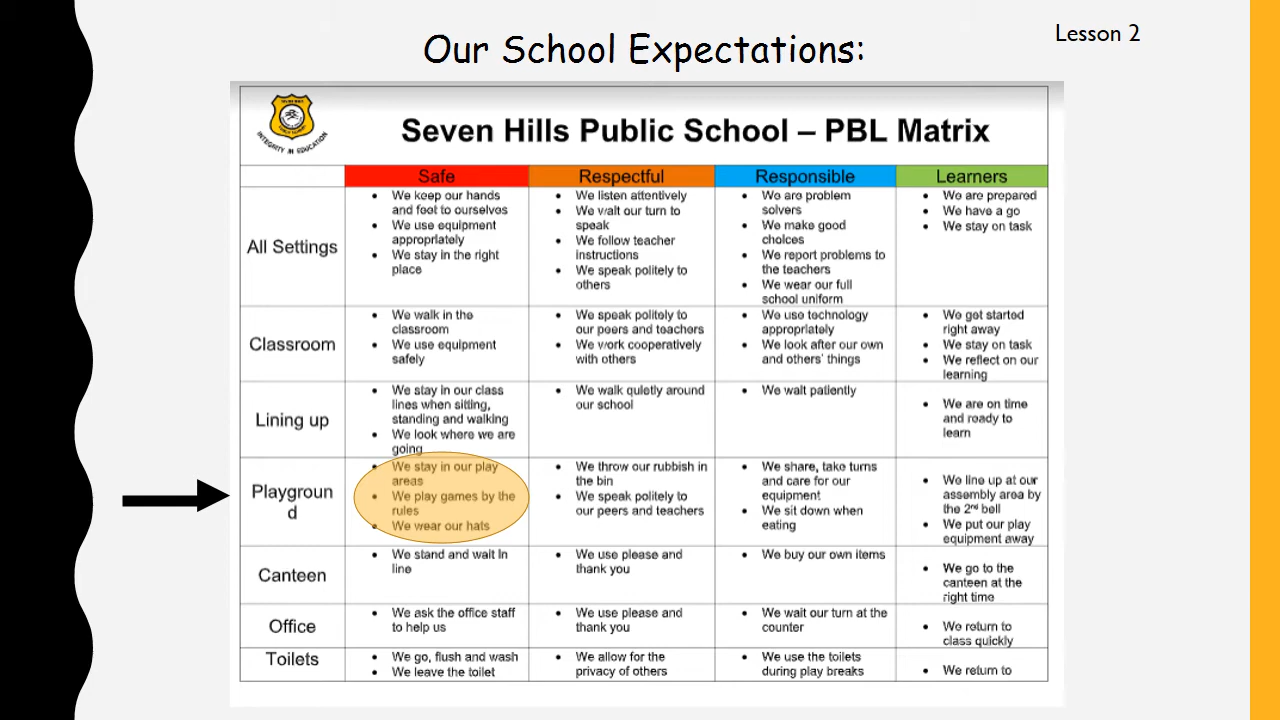 Lesson 2
Our School Expectations:
INTEGRITY IN EDUCATION
Seven Hills Public School – PBL Matrix
Safe
Respectful
Responsible
Learners
All Settings
• We keep our hands
and feet to ourselves
• We use equipment
appropriately
• We stay in the right
place
• We listen attentively
• We wait our turn to
speak
• We follow teacher
instructions
• We speak politely to
others
• We are problem
solvers
• We make good
choices
• We report problems to
the teachers
• We wear our full
school uniform
• We are prepared
• We have a go
• We stay on task
Classroom
• We walk in the
classroom
• We use equipment
safely
• We speak politely to
our peers and teachers
• We work cooperatively
with others
• We use technology
appropriately
• We look after our own
and others' things
• We get started
right away
• We stay on task
• We reflect on our
learning
Lining up
• We stay in our class
lines when sitting,
standing and walking
• We look where we are
going
• We walk quietly around
our school
• We wait patiently
• We are on time
and ready to
learn
Playgroun
d
• We stay in our play
areas
• We play games by the
rules
• We wear our hats
• We throw our rubbish in
the bin
• We speak politely to
our peers and teachers
• We share, take turns
and care for our
equipment
• We sit down when
eating
• We line up at our
assembly area by
the 2nd bell
• We put our play
equipment away
Canteen
• We stand and wait in
line
• We use please and
thank you
• We buy our own items
• We go to the
canteen at the
right time
Office
• We ask the office staff
to help us
• We use please and
thank you
• We wait our turn at the
counter
• We return to
class quickly
Toilets
• We go, flush and wash
• We leave the toilet
• We allow for the
privacy of others
• We use the toilets
during play breaks
• We return to